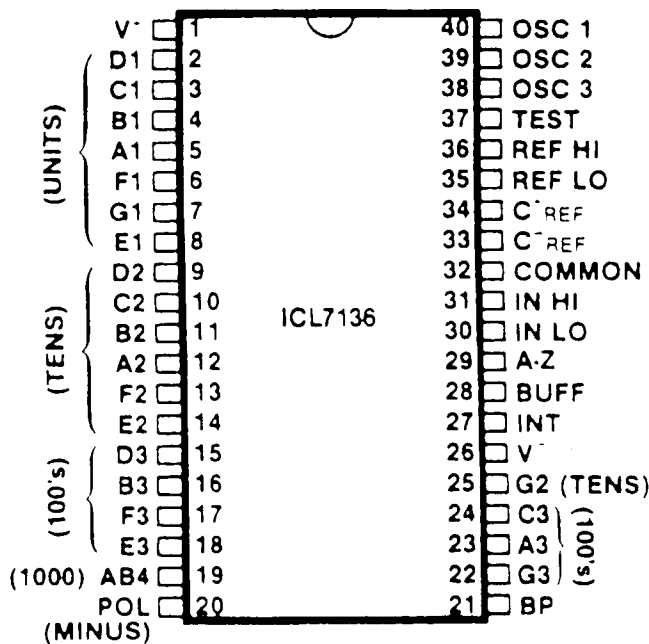 V⁻ 1
D1 2
C1 3
B1 4
A1 5
F1 6
G1 7
E1 8
(UNITS)
D2 9
C2 10
B2 11
A2 12
F2 13
E2 14
(TENS)
D3 15
B3 16
F3 17
E3 18
(100's)
(1000) AB4 19
POL 20
(MINUS)
ICL7136
40 OSC 1
39 OSC 2
38 OSC 3
37 TEST
36 REF HI
35 REF LO
34 C⁻REF
33 C⁻REF
32 COMMON
31 IN HI
30 IN LO
29 A-Z
28 BUFF
27 INT
26 V⁻
25 G2 (TENS)
24 C3
23 A3
22 G3
(100's)
21 BP